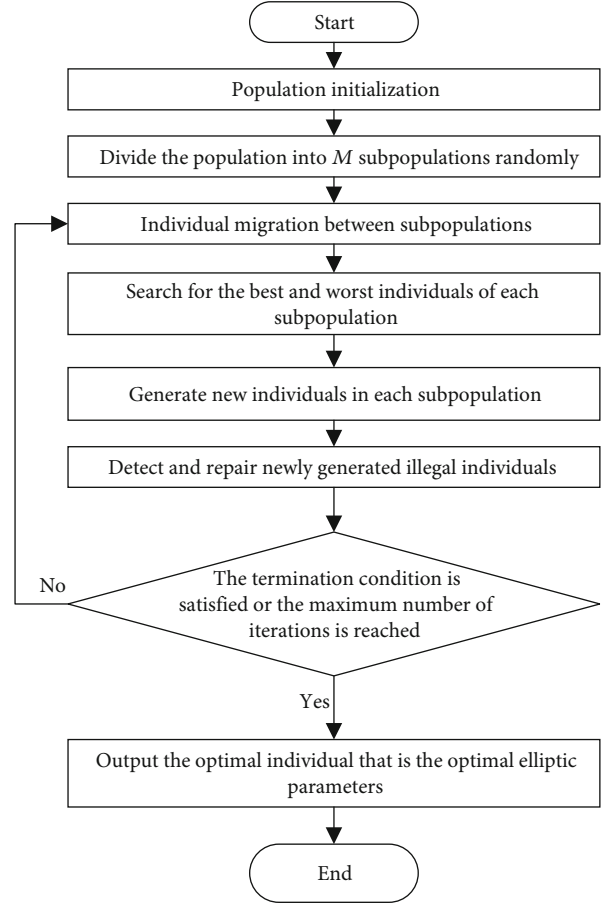 Start
Population initialization
Divide the population into M subpopulations randomly
Individual migration between subpopulations
Search for the best and worst individuals of each
subpopulation
Generate new individuals in each subpopulation
Detect and repair newly generated illegal individuals
No
The termination condition is
satisfied or the maximum number of
iterations is reached
Yes
Output the optimal individual that is the optimal elliptic
parameters
End